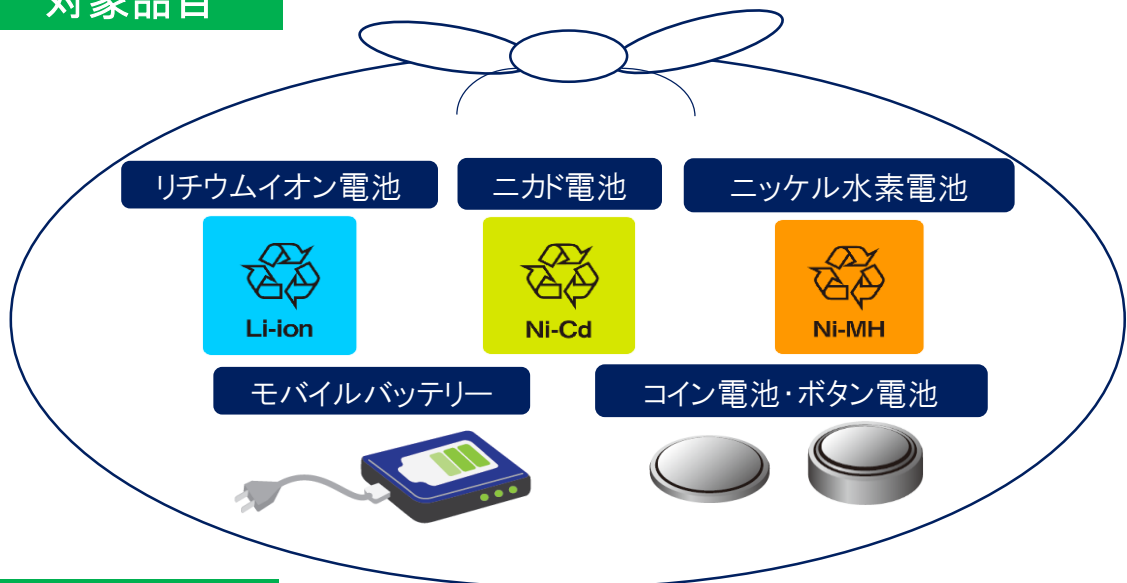 対象品目
リチウムイオン電池
ニカド電池
ニッケル水素電池
Li-ion
Ni-Cd
Ni-MH
モバイルバッテリー
コイン電池・ボタン電池